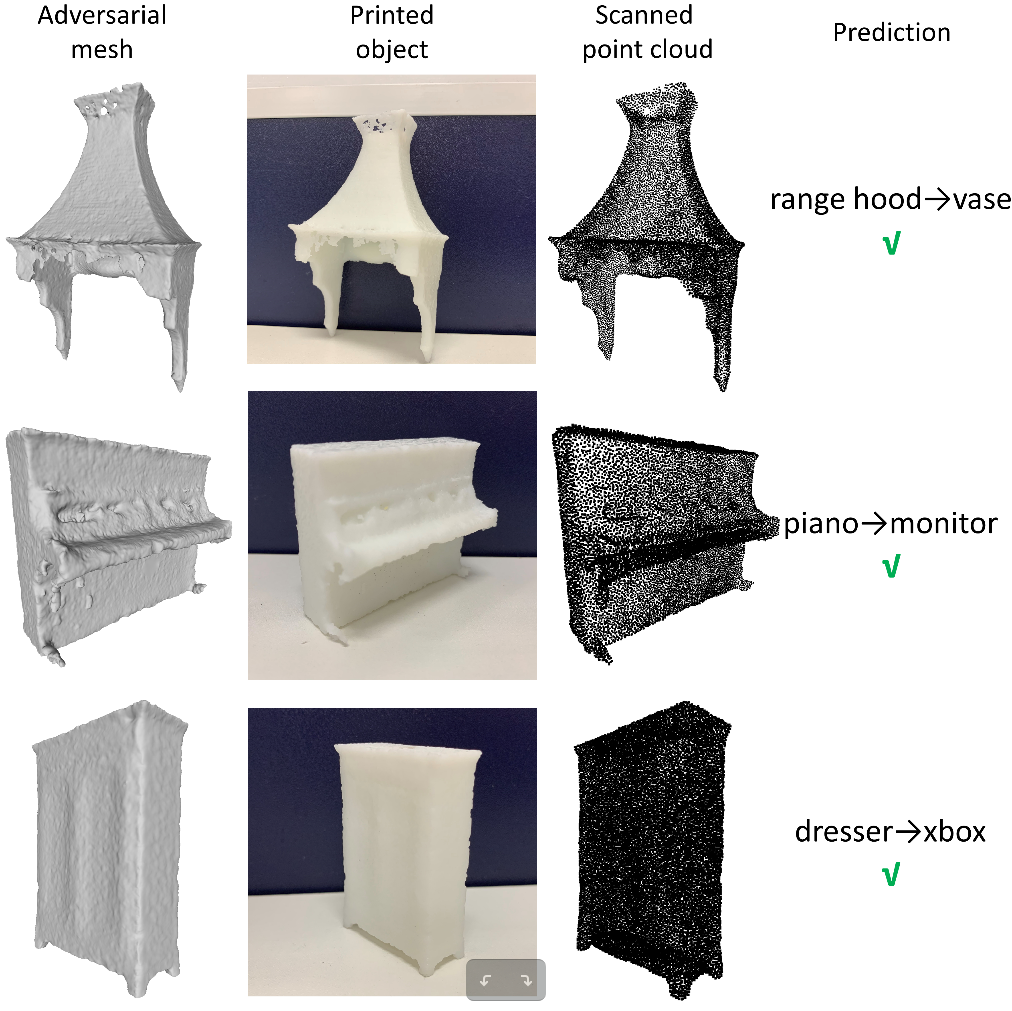 Adversarial
mesh
Printed
object
Scanned
point cloud
Prediction
range hood→vase
√
piano→monitor
√
dresser→xbox
√